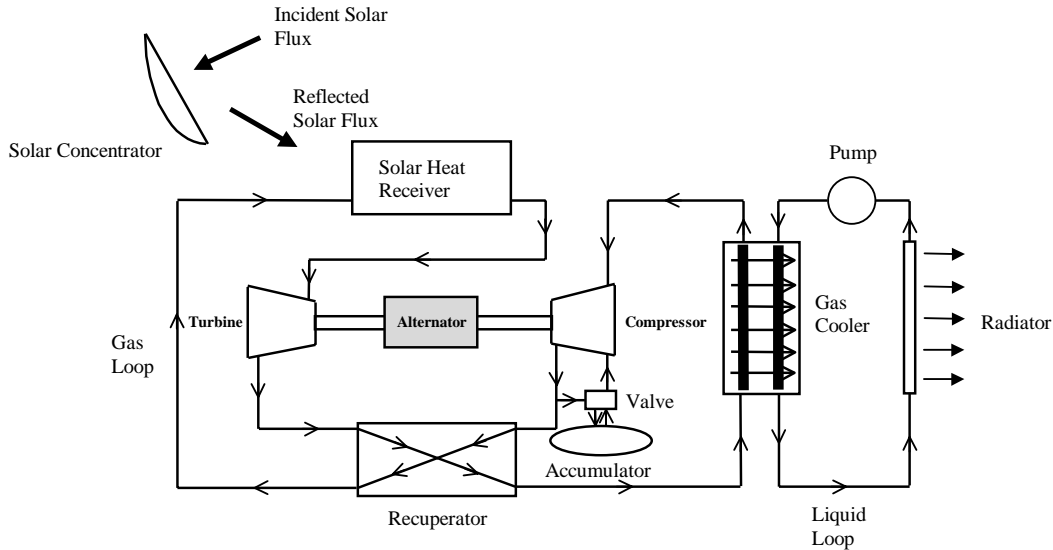 Incident Solar
Flux
Reflected
Solar Flux
Solar Concentrator
Solar Heat
Receiver
Pump
Turbine
Alternator
Compressor
Gas
Cooler
Radiator
Gas
Loop
Valve
Accumulator
Recuperator
Liquid
Loop